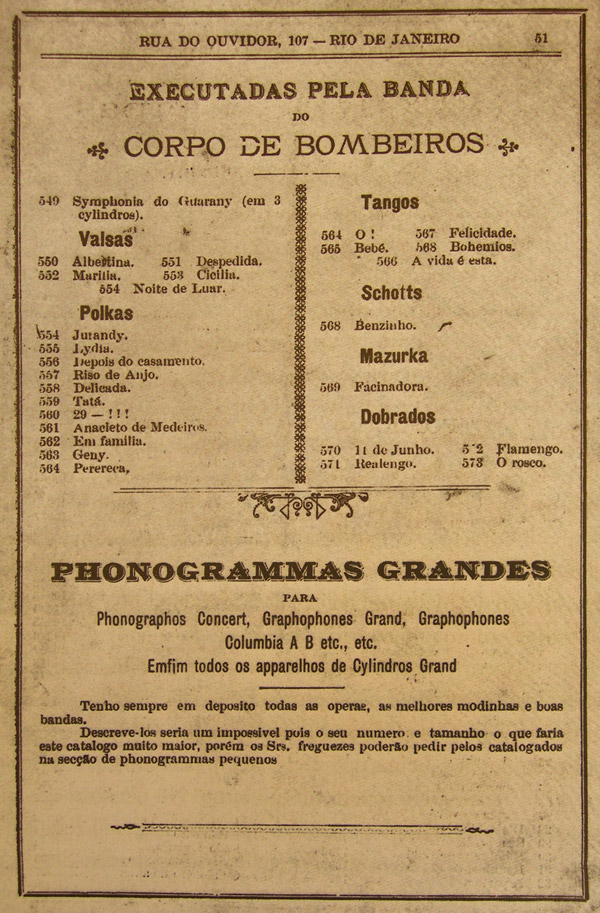 RUA DO OUVIDOR, 107 — RIO DE JANEIRO 51
EXECUTADAS PELA BANDA
DO
CORPO DE BOMBEIROS
549 Symphonia do Guarany (em 3
cylindros).
Valsas
550 Albertina. 551 Despedida.
552 Marilia. 553 Cicilia.
554 Noite de Luar.
Polkas
554 Jurandy.
555 Lydia.
556 Depois do casamento.
557 Riso de Anjo.
558 Delicada.
559 Tatá.
560 29 — ! ! !
561 Anacleto de Medeiros.
562 Em familia.
563 Geny.
564 Perereca.
Tangos
564 O ! 567 Felicidade.
565 Bebé. 568 Bohemios.
566 A vida é esta.
Schotts
568 Benzinho.
Mazurka
569 Facinadora.
Dobrados
570 11 de Junho. 572 Flamengo.
571 Realengo. 573 O rosco.
PHONOGRAMMAS GRANDES
PARA
Phonographos Concert, Graphophones Grand, Graphophones
Columbia A B etc., etc.
Emfim todos os apparelhos de Cylindros Grand
Tenho sempre em deposito todas as operas, as melhores modinhas e boas
bandas.
Descreve-los seria um impossivel pois o seu numero e tamanho o que faria
este catalogo muito maior, porém os Srs. freguezes poderão pedir pelos catalogados
na secção de phonogrammas pequenos